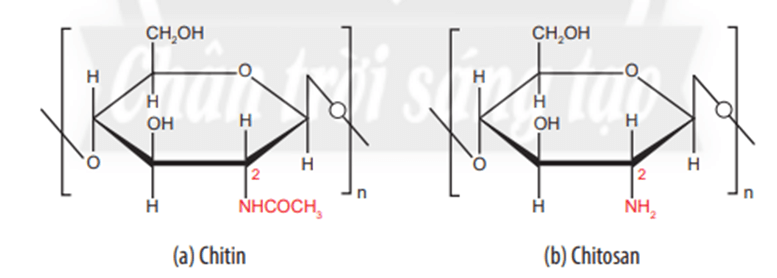 Chân trời sáng tạo
CH₂OH
H
O
H
OH
H
O
H
O
2
H
NHCOCH₃
n
(a) Chitin
CH₂OH
H
O
H
OH
H
O
H
O
2
H
NH₂
n
(b) Chitosan